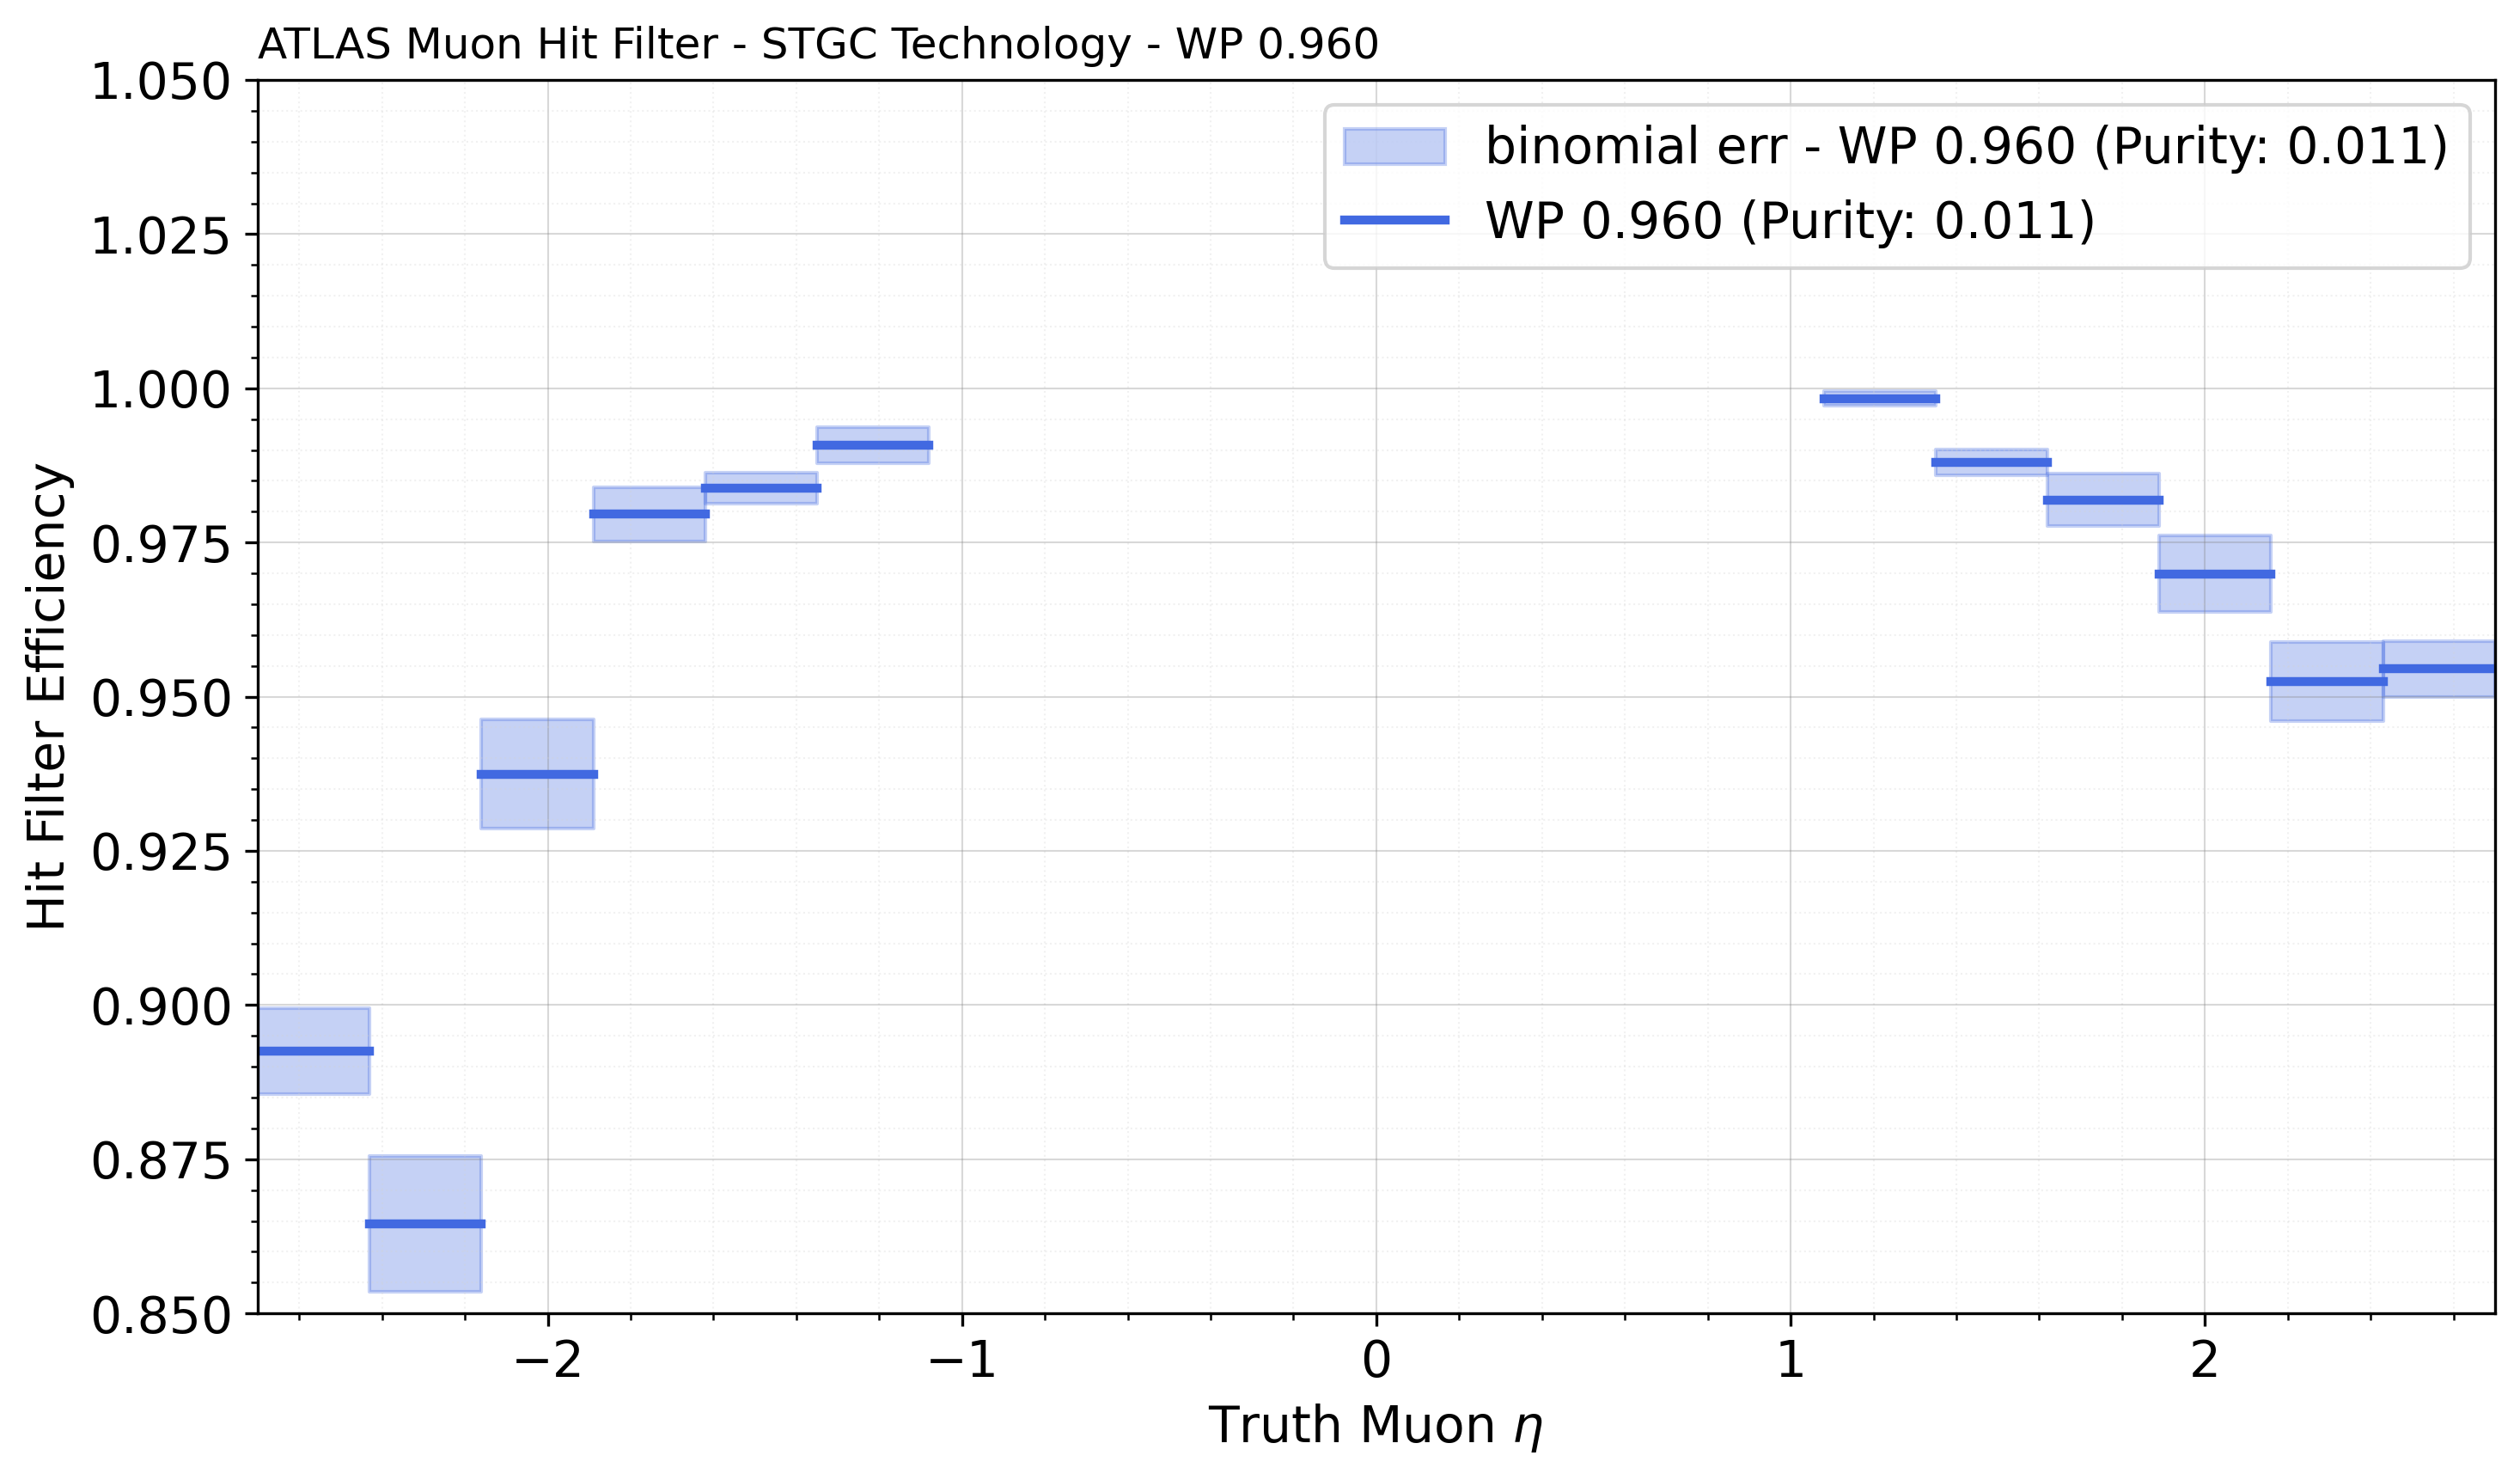 ATLAS Muon Hit Filter - STGC Technology - WP 0.960
1.050
1.025
1.000
0.975
0.950
0.925
0.900
0.875
0.850
Hit Filter Efficiency
binomial err - WP 0.960 (Purity: 0.011)
WP 0.960 (Purity: 0.011)
−2 −1 0 1 2
Truth Muon η